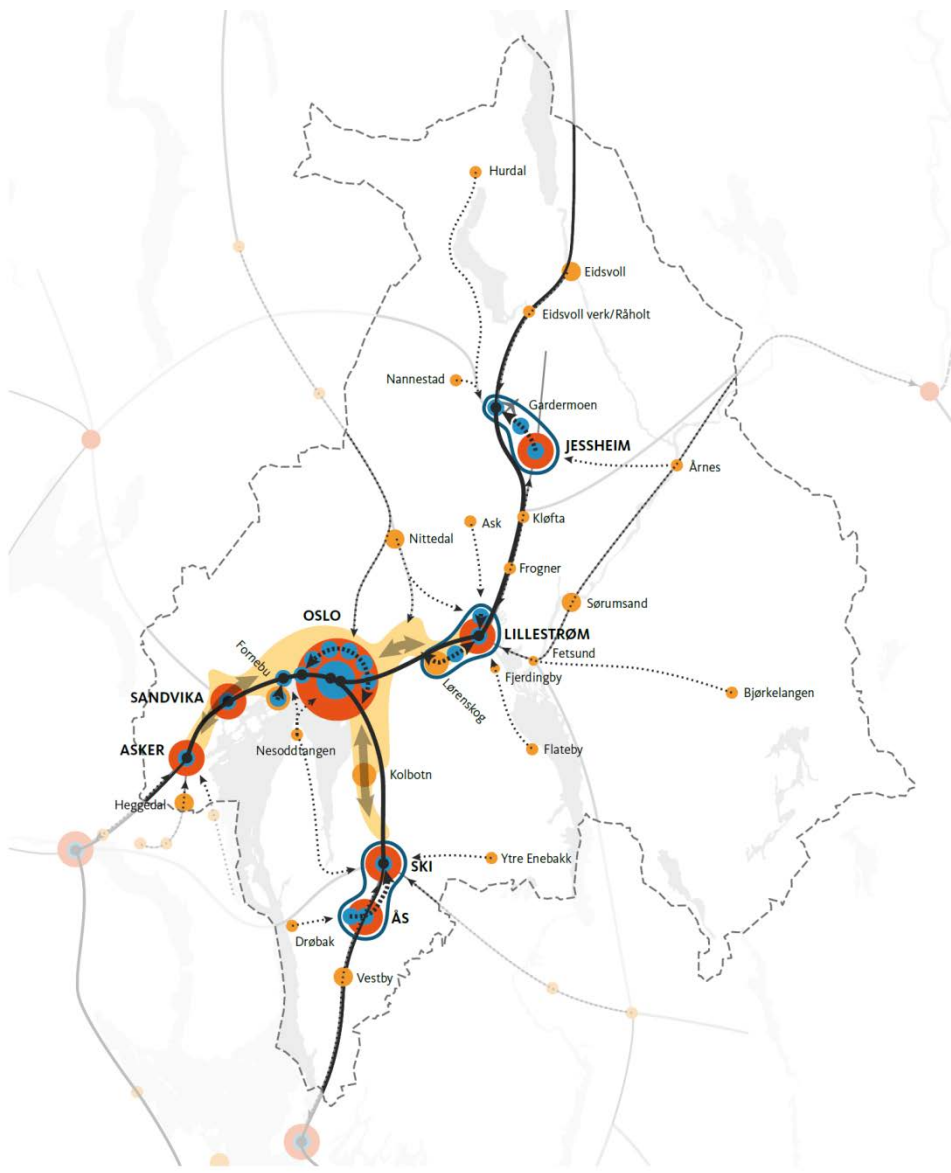 Hurdal
Eidsvoll
Eidsvoll verk/Råholt
Nannestad
Gardermoen
JESSHEIM
Årnes
Ask
Kløfta
Nittedal
Frogner
Sørumsand
OSLO
LILLESTRØM
Fornebu
Fetsund
Fjerdingby
Lørenskog
SANDVIKA
Bjørkelangen
ASKER
Nesoddtangen
Flateby
Kolbotn
Heggedal
Ytre Enebakk
SKI
ÅS
Drøbak
Vestby